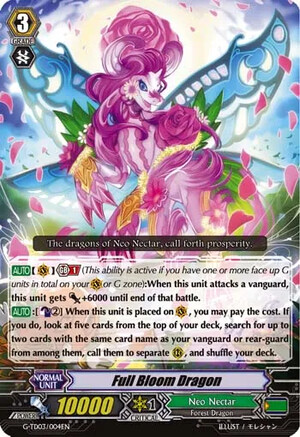 3
GRADE
The dragons of Neo Nectar, call forth prosperity.
AUTO [ ] GB 1 (This ability is active if you have one or more face up G
units in total on your or G zone):When this unit attacks a vanguard,
this unit gets +6000 until end of that battle.
AUTO :[ (2)] When this unit is placed on , you may pay the cost. If
you do, look at five cards from the top of your deck, search for up to
two cards with the same card name as your vanguard or rear-guard
from among them, call them to separate , and shuffle your deck.
NORMAL
UNIT
Full Bloom Dragon
POWER
10000
1
CRITICAL
Neo Nectar
Forest Dragon
G-TD03/004EN
ILLUST / モレシャン